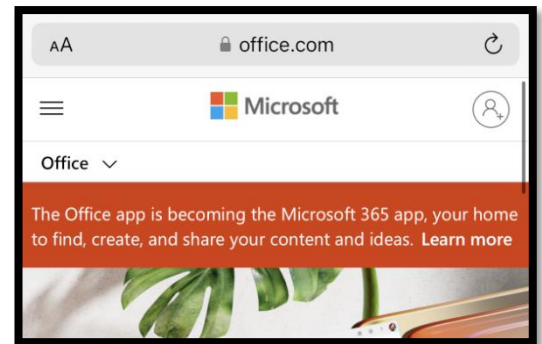 AA office.com
Microsoft
Office
The Office app is becoming the Microsoft 365 app, your home
to find, create, and share your content and ideas. Learn more